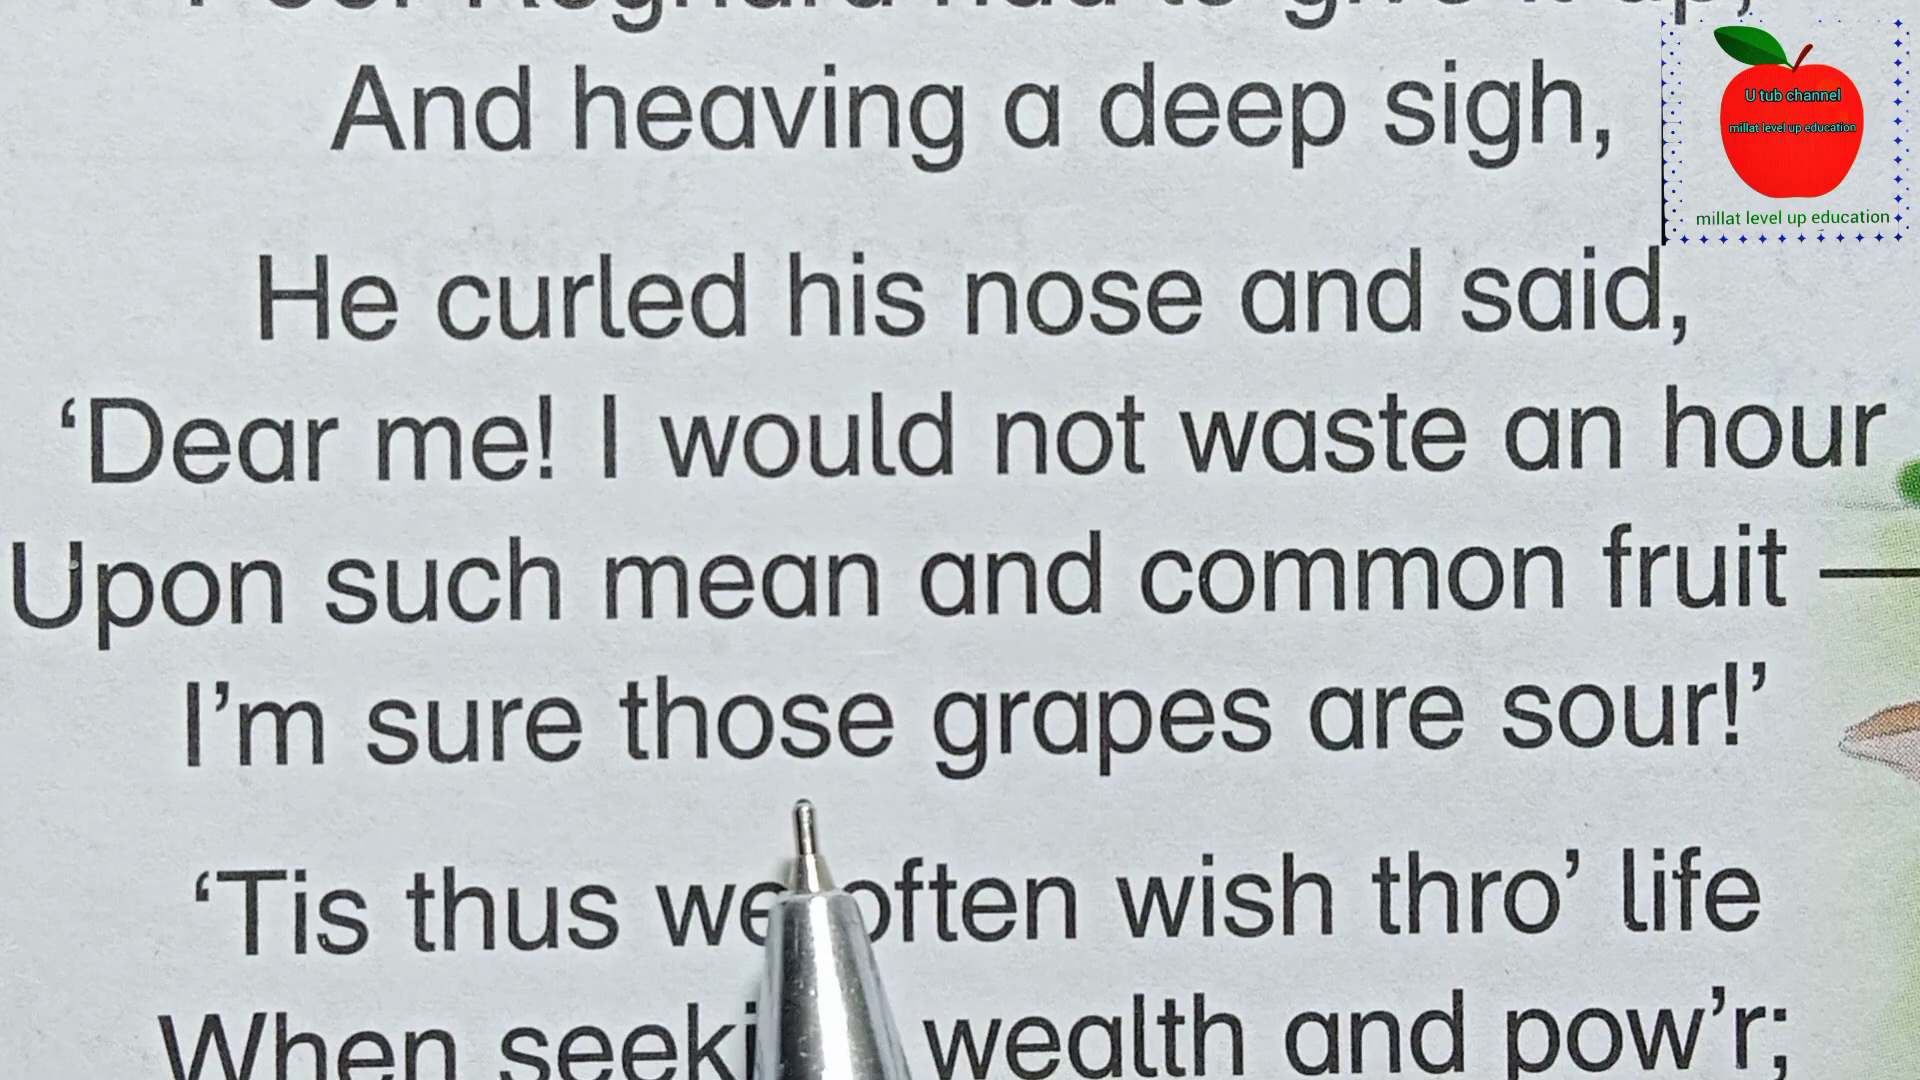 And heaving a deep sigh,
He curled his nose and said,
‘Dear me! I would not waste an hour
Upon such mean and common fruit —
I’m sure those grapes are sour!’
‘Tis thus we often wish thro’ life
When wealth and pow’r;
U tub channel
millat level up education
millat level up education